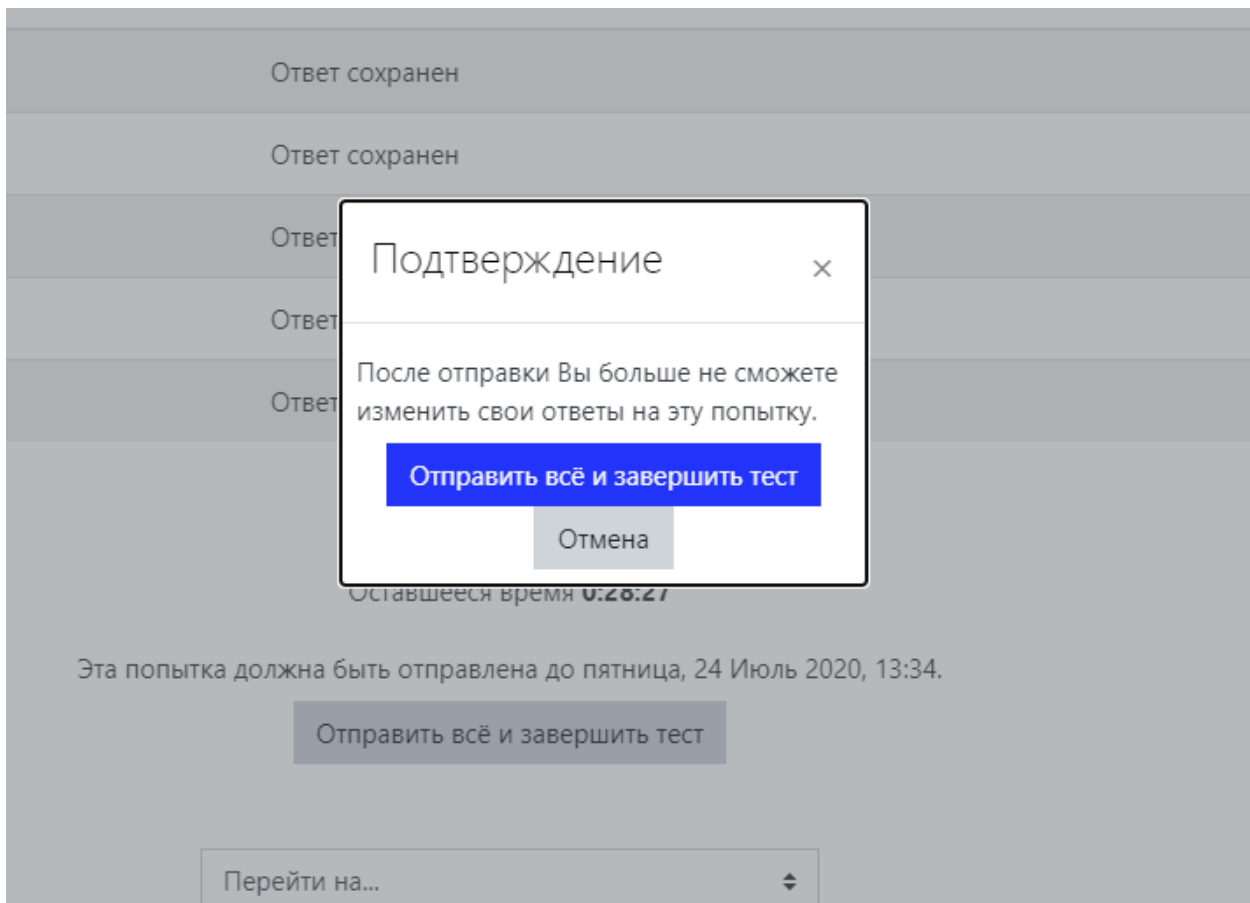 Ответ сохранен
Ответ сохранен
Ответ
Ответ
Ответ
Подтверждение
×
После отправки Вы больше не сможете
изменить свои ответы на эту попытку.
Отправить всё и завершить тест
Отмена
Оставшееся время 0:28:27
Эта попытка должна быть отправлена до пятница, 24 Июль 2020, 13:34.
Отправить всё и завершить тест
Перейти на...